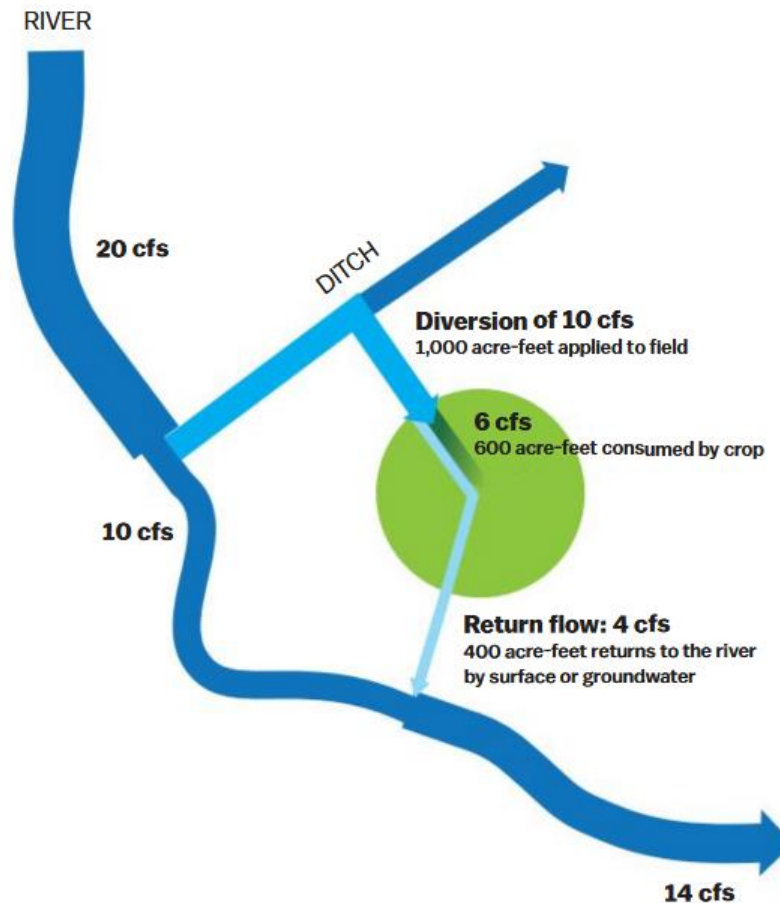 RIVER
20 cfs
DITCH
Diversion of 10 cfs
1,000 acre-feet applied to field
6 cfs
600 acre-feet consumed by crop
10 cfs
Return flow: 4 cfs
400 acre-feet returns to the river
by surface or groundwater
14 cfs